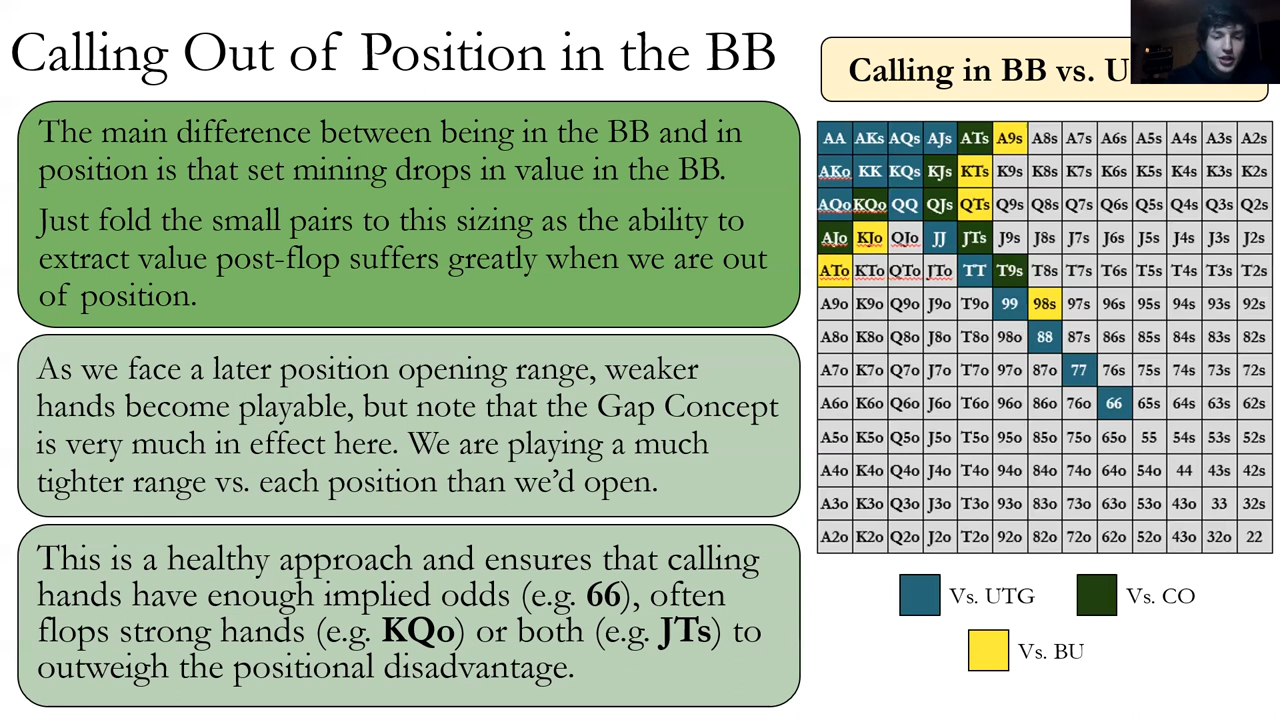 Calling Out of Position in the BB
Calling in BB vs. U
The main difference between being in the BB and in
position is that set mining drops in value in the BB.
Just fold the small pairs to this sizing as the ability to
extract value post-flop suffers greatly when we are out
of position.
As we face a later position opening range, weaker
hands become playable, but note that the Gap Concept
is very much in effect here. We are playing a much
tighter range vs. each position than we’d open.
This is a healthy approach and ensures that calling
hands have enough implied odds (e.g. 66), often
flops strong hands (e.g. KQo) or both (e.g. JTs) to
outweigh the positional disadvantage.
AA AKs AQs AJs ATs A9s A8s A7s A6s A5s A4s A3s A2s
AKo KK KQs KJs KTs K9s K8s K7s K6s K5s K4s K3s K2s
AQo KQo QQ QJs QTs Q9s Q8s Q7s Q6s Q5s Q4s Q3s Q2s
AJo KJo QJo JJ JTs J9s J8s J7s J6s J5s J4s J3s J2s
ATo KTo QTo JTo TT T9s T8s T7s T6s T5s T4s T3s T2s
A9o K9o Q9o J9o T9o 99 98s 97s 96s 95s 94s 93s 92s
A8o K8o Q8o J8o T8o 98o 88 87s 86s 85s 84s 83s 82s
A7o K7o Q7o J7o T7o 97o 87o 77 76s 75s 74s 73s 72s
A6o K6o Q6o J6o T6o 96o 86o 76o 66 65s 64s 63s 62s
A5o K5o Q5o J5o T5o 95o 85o 75o 65o 55 54s 53s 52s
A4o K4o Q4o J4o T4o 94o 84o 74o 64o 54o 44 43s 42s
A3o K3o Q3o J3o T3o 93o 83o 73o 63o 53o 43o 33 32s
A2o K2o Q2o J2o T2o 92o 82o 72o 62o 52o 43o 32o 22
Vs. UTG
Vs. CO
Vs. BU